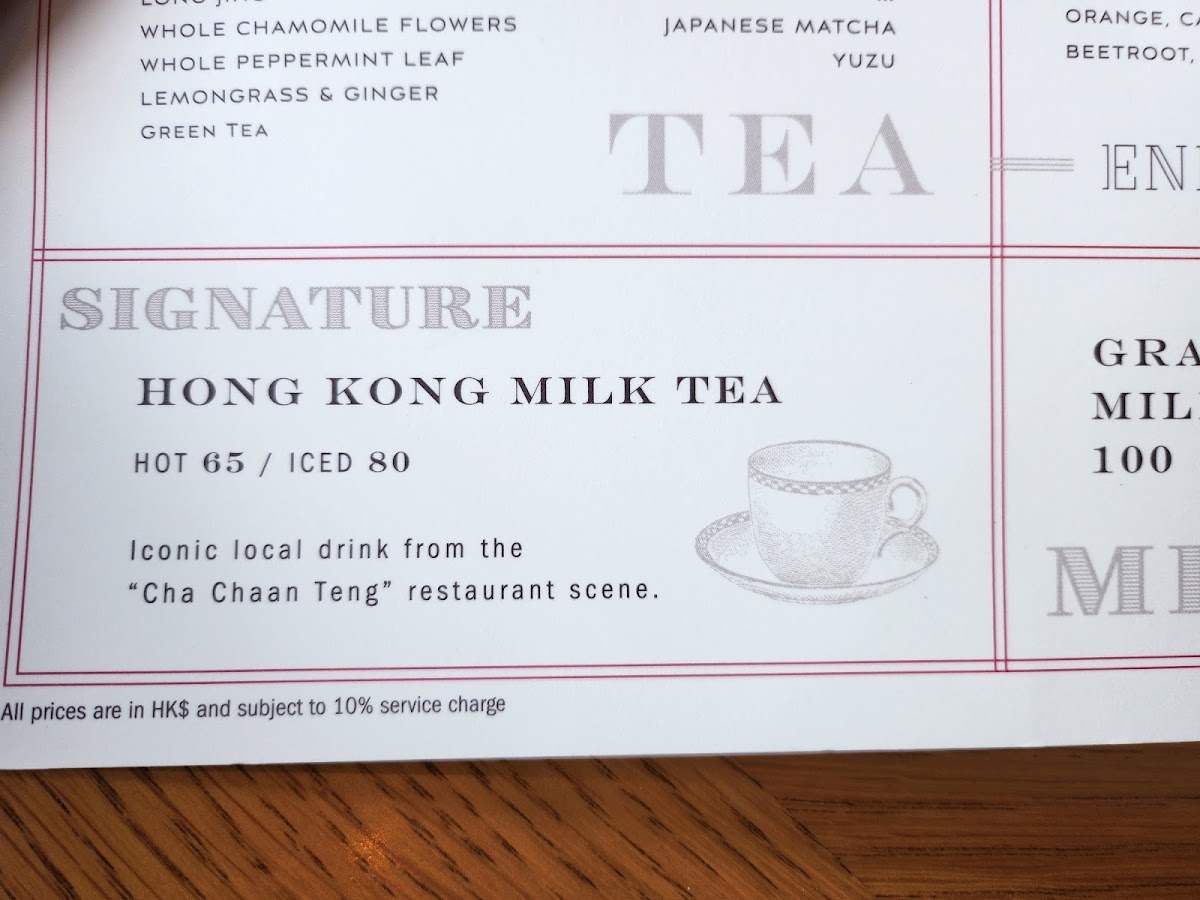 WHOLE CHAMOMILE FLOWERS
WHOLE PEPPERMINT LEAF
LEMONGRASS & GINGER
GREEN TEA
JAPANESE MATCHA
YUZU
TEA
ORANGE,
BEETROOT,
SIGNATURE
HONG KONG MILK TEA
HOT 65 / ICED 80
Iconic local drink from the
“Cha Chaan Teng” restaurant scene.
100
All prices are in HK$ and subject to 10% service charge